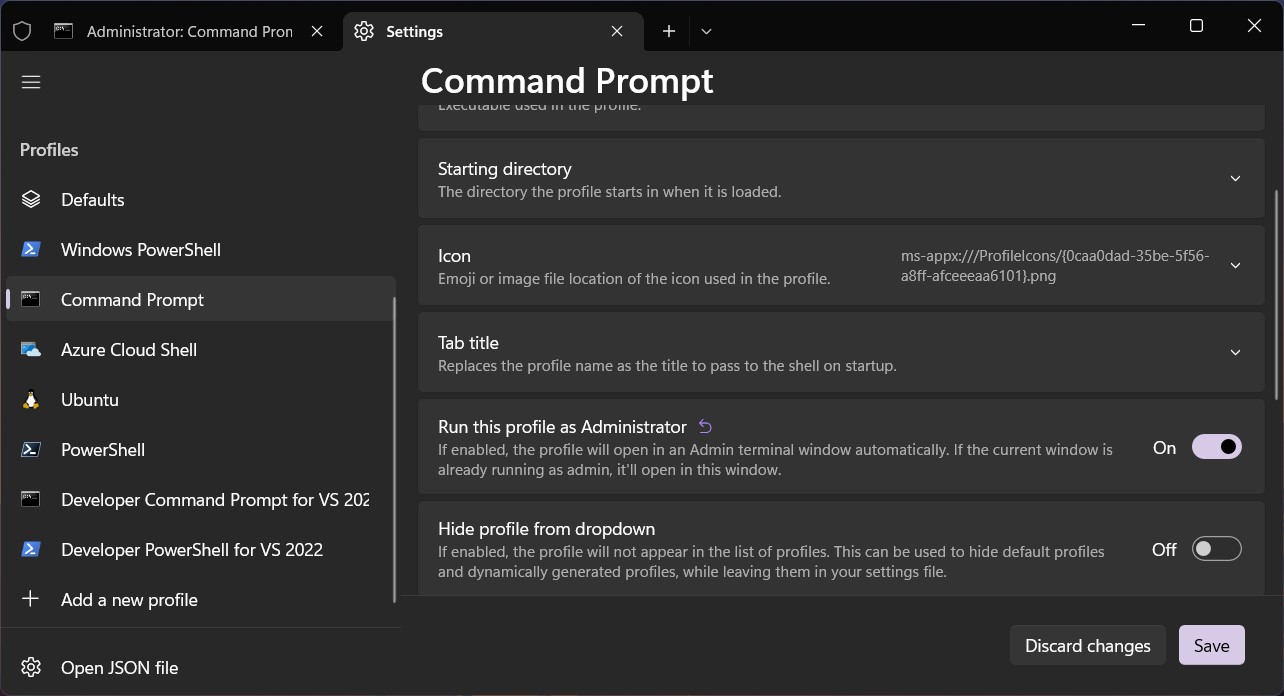 Administrator: Command Pron
Settings
Command Prompt
Executable used in the profile.
Profiles
Defaults
Windows PowerShell
Command Prompt
Azure Cloud Shell
Ubuntu
PowerShell
Developer Command Prompt for VS 202
Developer PowerShell for VS 2022
Add a new profile
Open JSON file
Starting directory
The directory the profile starts in when it is loaded.
Icon
Emoji or image file location of the icon used in the profile.
ms-appx:///ProfileIcons/{0caa0dad-35be-5f56-
a8ff-afceeeaa6101}.png
Tab title
Replaces the profile name as the title to pass to the shell on startup.
Run this profile as Administrator
If enabled, the profile will open in an Admin terminal window automatically. If the current window is
already running as admin, it'll open in this window.
On
Hide profile from dropdown
If enabled, the profile will not appear in the list of profiles. This can be used to hide default profiles
and dynamically generated profiles, while leaving them in your settings file.
Off
Discard changes
Save